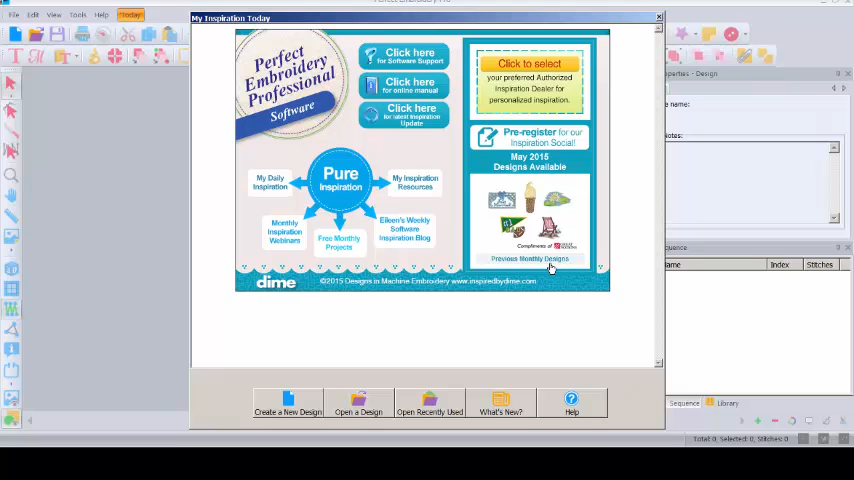 My Inspiration Today
File Edit View Tools Help Today
Perfect
Embroidery
Professional
Software
Click here
for Software Support
Click here
for online manual
Click here
for latest Inspiration
Update
Click to select
your preferred Authorized
Inspiration Dealer for
personalized inspiration.
Pre-register for our
Inspiration Social!
May 2015
Designs Available
Compliments of
Previous Monthly Designs
Pure
Inspiration
My Daily
Inspiration
My Inspiration
Resources
Monthly
Inspiration
Webinars
Free Monthly
Projects
Eileen's Weekly
Software
Inspiration Blog
dime ©2015 Designs in Machine Embroidery www.inspiredbydime.com
Create a New Design
Open a Design
Open Recently Used
What's New?
Help
Properties - Design
name:
Notes:
equence
Name Index Stitches
Sequence Library
Total: 0, Selected: 0, Stitches: 0